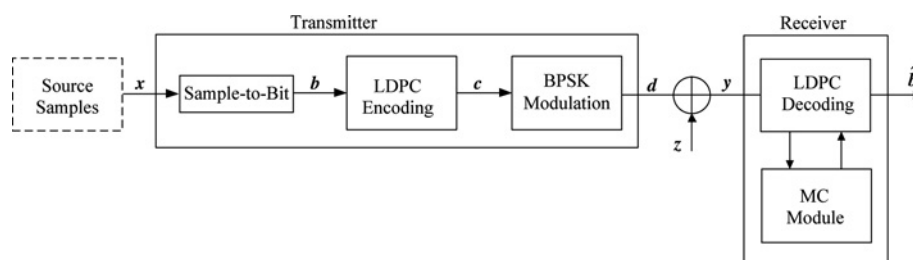 Transmitter
Receiver
Source
Samples
x
Sample-to-Bit
b
LDPC
Encoding
c
BPSK
Modulation
d
y
z
LDPC
Decoding
MC
Module